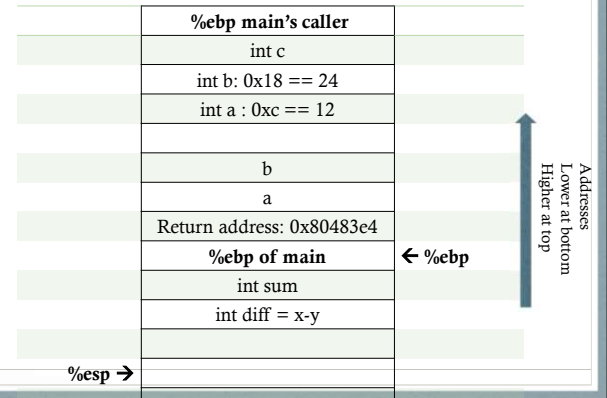 %ebp main's caller
int c
int b: 0x18 == 24
int a : 0xc == 12
b
a
Return address: 0x80483e4
%ebp of main
← %ebp
int sum
int diff = x-y
%esp →
Addresses
Lower at bottom
Higher at top